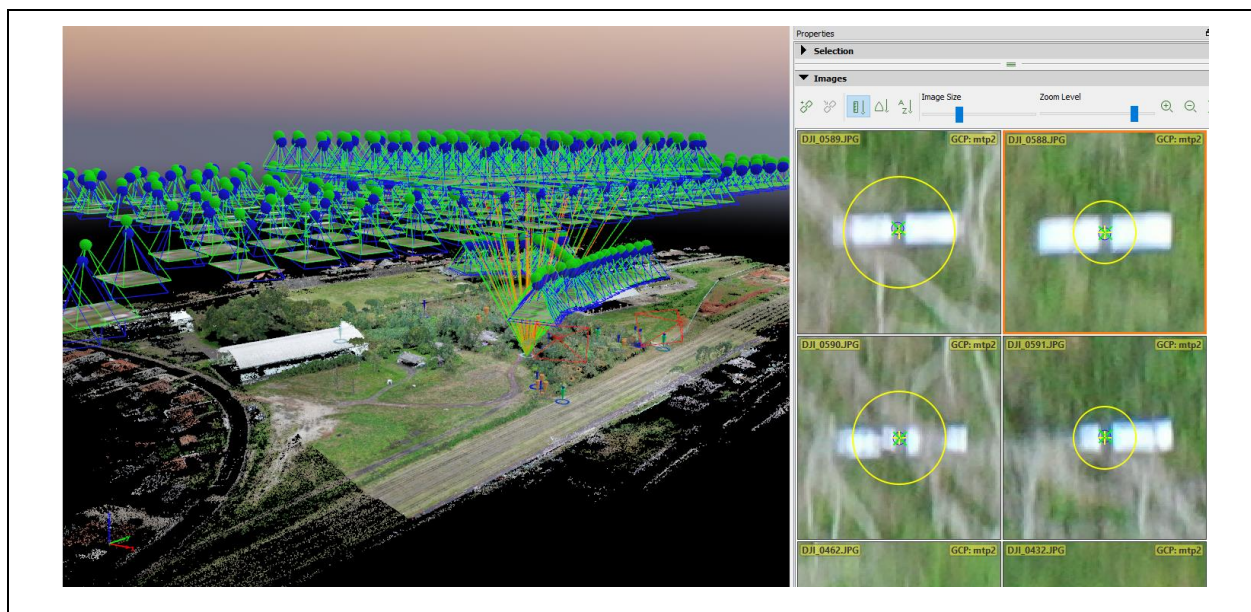 Properties
Selection
Images
Image Size
Zoom Level
A
Z
DJI_0589.JPG GCP: mtp2
DJI_0588.JPG GCP: mtp2
DJI_0590.JPG GCP: mtp2
DJI_0591.JPG GCP: mtp2
DJI_0462.JPG GCP: mtp2
DJI_0432.JPG GCP: mtp2